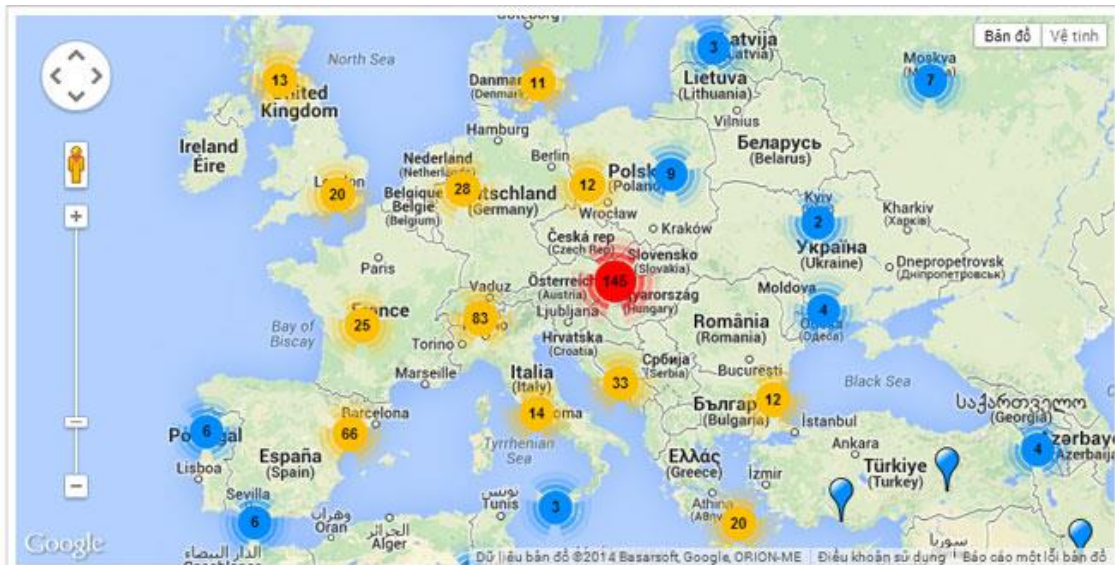 North Sea
3
Latvija
(Latvia)
Bản đồ
Vệ tinh
Moskva
7
13
United
Kingdom
11
Danmark
(Denmark)
Lietuva
(Lithuania)
Vilnius
Ireland
Éire
Hamburg
Беларусь
(Belarus)
Nederland
(Netherlands)
Berlin
Polska
(Poland)
9
London
20
28
12
België
(Belgium)
(Germany)
Wrocław
Kyiv
2
Kharkiv
(Харків)
Kraków
Česká rep
(Czech Rep)
Slovensko
(Slovakia)
Україна
(Ukraine)
Dnepropetrovsk
(Дніпропетровськ)
Paris
145
Österreich
(Austria)
Magyarország
(Hungary)
Vaduz
Moldova
France
25
83
Ljubljana
4
Bay of
Biscay
Torino
Hrvatska
(Croatia)
România
(Romania)
Marseille
Србија
(Serbia)
București
Italia
(Italy)
33
Black Sea
საქართველო
(Georgia)
Barcelona
14
12
България
(Bulgaria)
İstanbul
6
66
Portugal
Lisboa
España
(Spain)
Tyrrhenian
Sea
Ελλάς
(Greece)
İzmir
Ankara
Türkiye
(Turkey)
4
Sevilla
6
تونس
Tunis
3
20
وهران
Oran
الجزائر
Alger
سوريا
الدار البيضاء
Google
Dữ liệu bản đồ ©2014 Basarsoft, Google, ORION-ME
Điều khoản sử dụng
Báo cáo một lỗi bản đồ